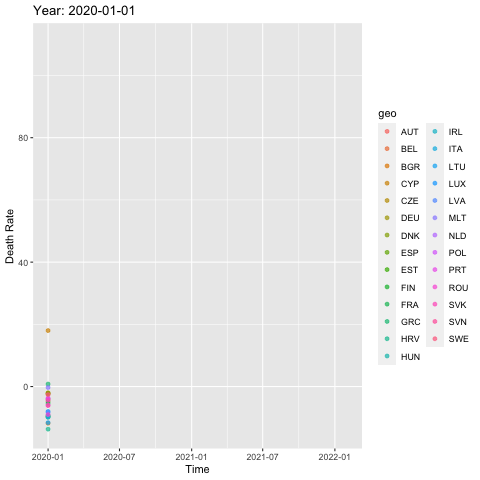 Year: 2020-01-01
Death Rate
80
40
0
2020-01
2020-07
2021-01
2021-07
2022-01
Time
geo
AUT
BEL
BGR
CYP
CZE
DEU
DNK
ESP
EST
FIN
FRA
GRC
HRV
HUN
IRL
ITA
LTU
LUX
LVA
MLT
NLD
POL
PRT
ROU
SVK
SVN
SWE